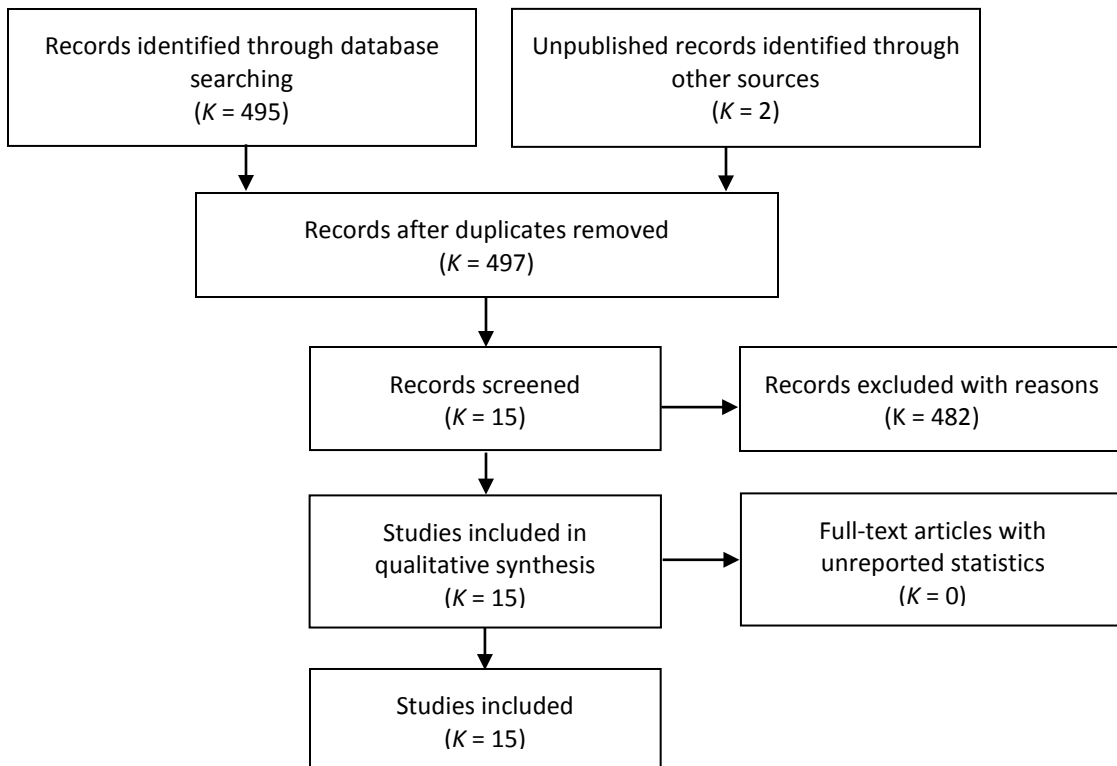 Records identified through database
searching
(K = 495)
Unpublished records identified through
other sources
(K = 2)
Records after duplicates removed
(K = 497)
Records screened
(K = 15)
Records excluded with reasons
(K = 482)
Studies included in
qualitative synthesis
(K = 15)
Full-text articles with
unreported statistics
(K = 0)
Studies included
(K = 15)